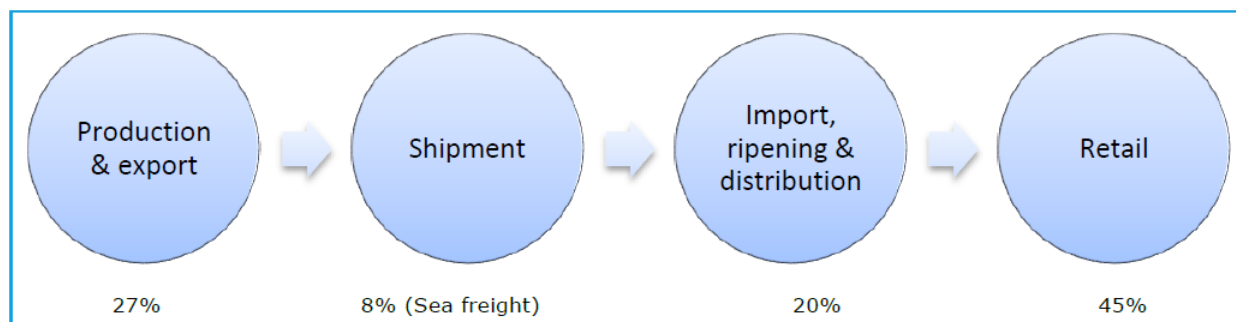 Production
& export
Shipment
Import,
ripening &
distribution
Retail
27%
8% (Sea freight)
20%
45%